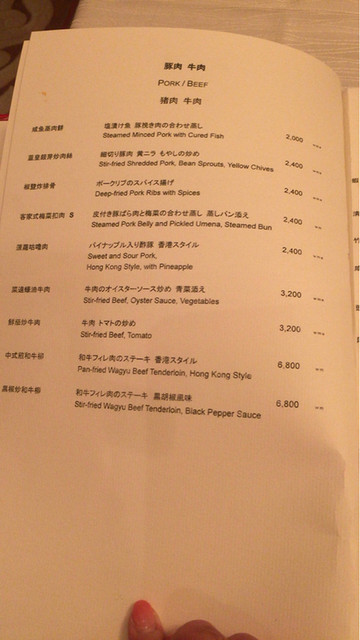 豚肉 牛肉
PORK / BEEF
猪肉 牛肉
咸魚蒸肉餅 塩漬け魚 豚挽き肉の合わせ蒸し 2,000
Steamed Minced Pork with Cured Fish
韮皇銀芽炒肉絲 細切り豚肉 黄ニラ もやしの炒め 2,400
Stir-fried Shredded Pork, Bean Sprouts, Yellow Chives
椒鹽炸排骨 ポークリブのスパイス揚げ 2,400
Deep-fried Pork Ribs with Spices
客家式梅菜扣肉 S 皮付き豚ばら肉と梅菜の合わせ蒸し 蒸しパン添え 2,400
Steamed Pork Belly and Pickled Umena, Steamed Bun
菠蘿咕嚕肉 パイナップル入り酢豚 香港スタイル 2,400
Sweet and Sour Pork,
Hong Kong Style, with Pineapple
菜遠蠔油牛肉 牛肉のオイスターソース炒め 青菜添え 3,200
Stir-fried Beef, Oyster Sauce, Vegetables
鮮茄炒牛肉 牛肉 トマトの炒め 3,200
Stir-fried Beef, Tomato
中式煎和牛柳 和牛フィレ肉のステーキ 香港スタイル 6,800
Pan-fried Wagyu Beef Tenderloin, Hong Kong Style
黒椒炒和牛柳 和牛フィレ肉のステーキ 黒胡椒風味 6,800
Stir-fried Wagyu Beef Tenderloin, Black Pepper Sauce